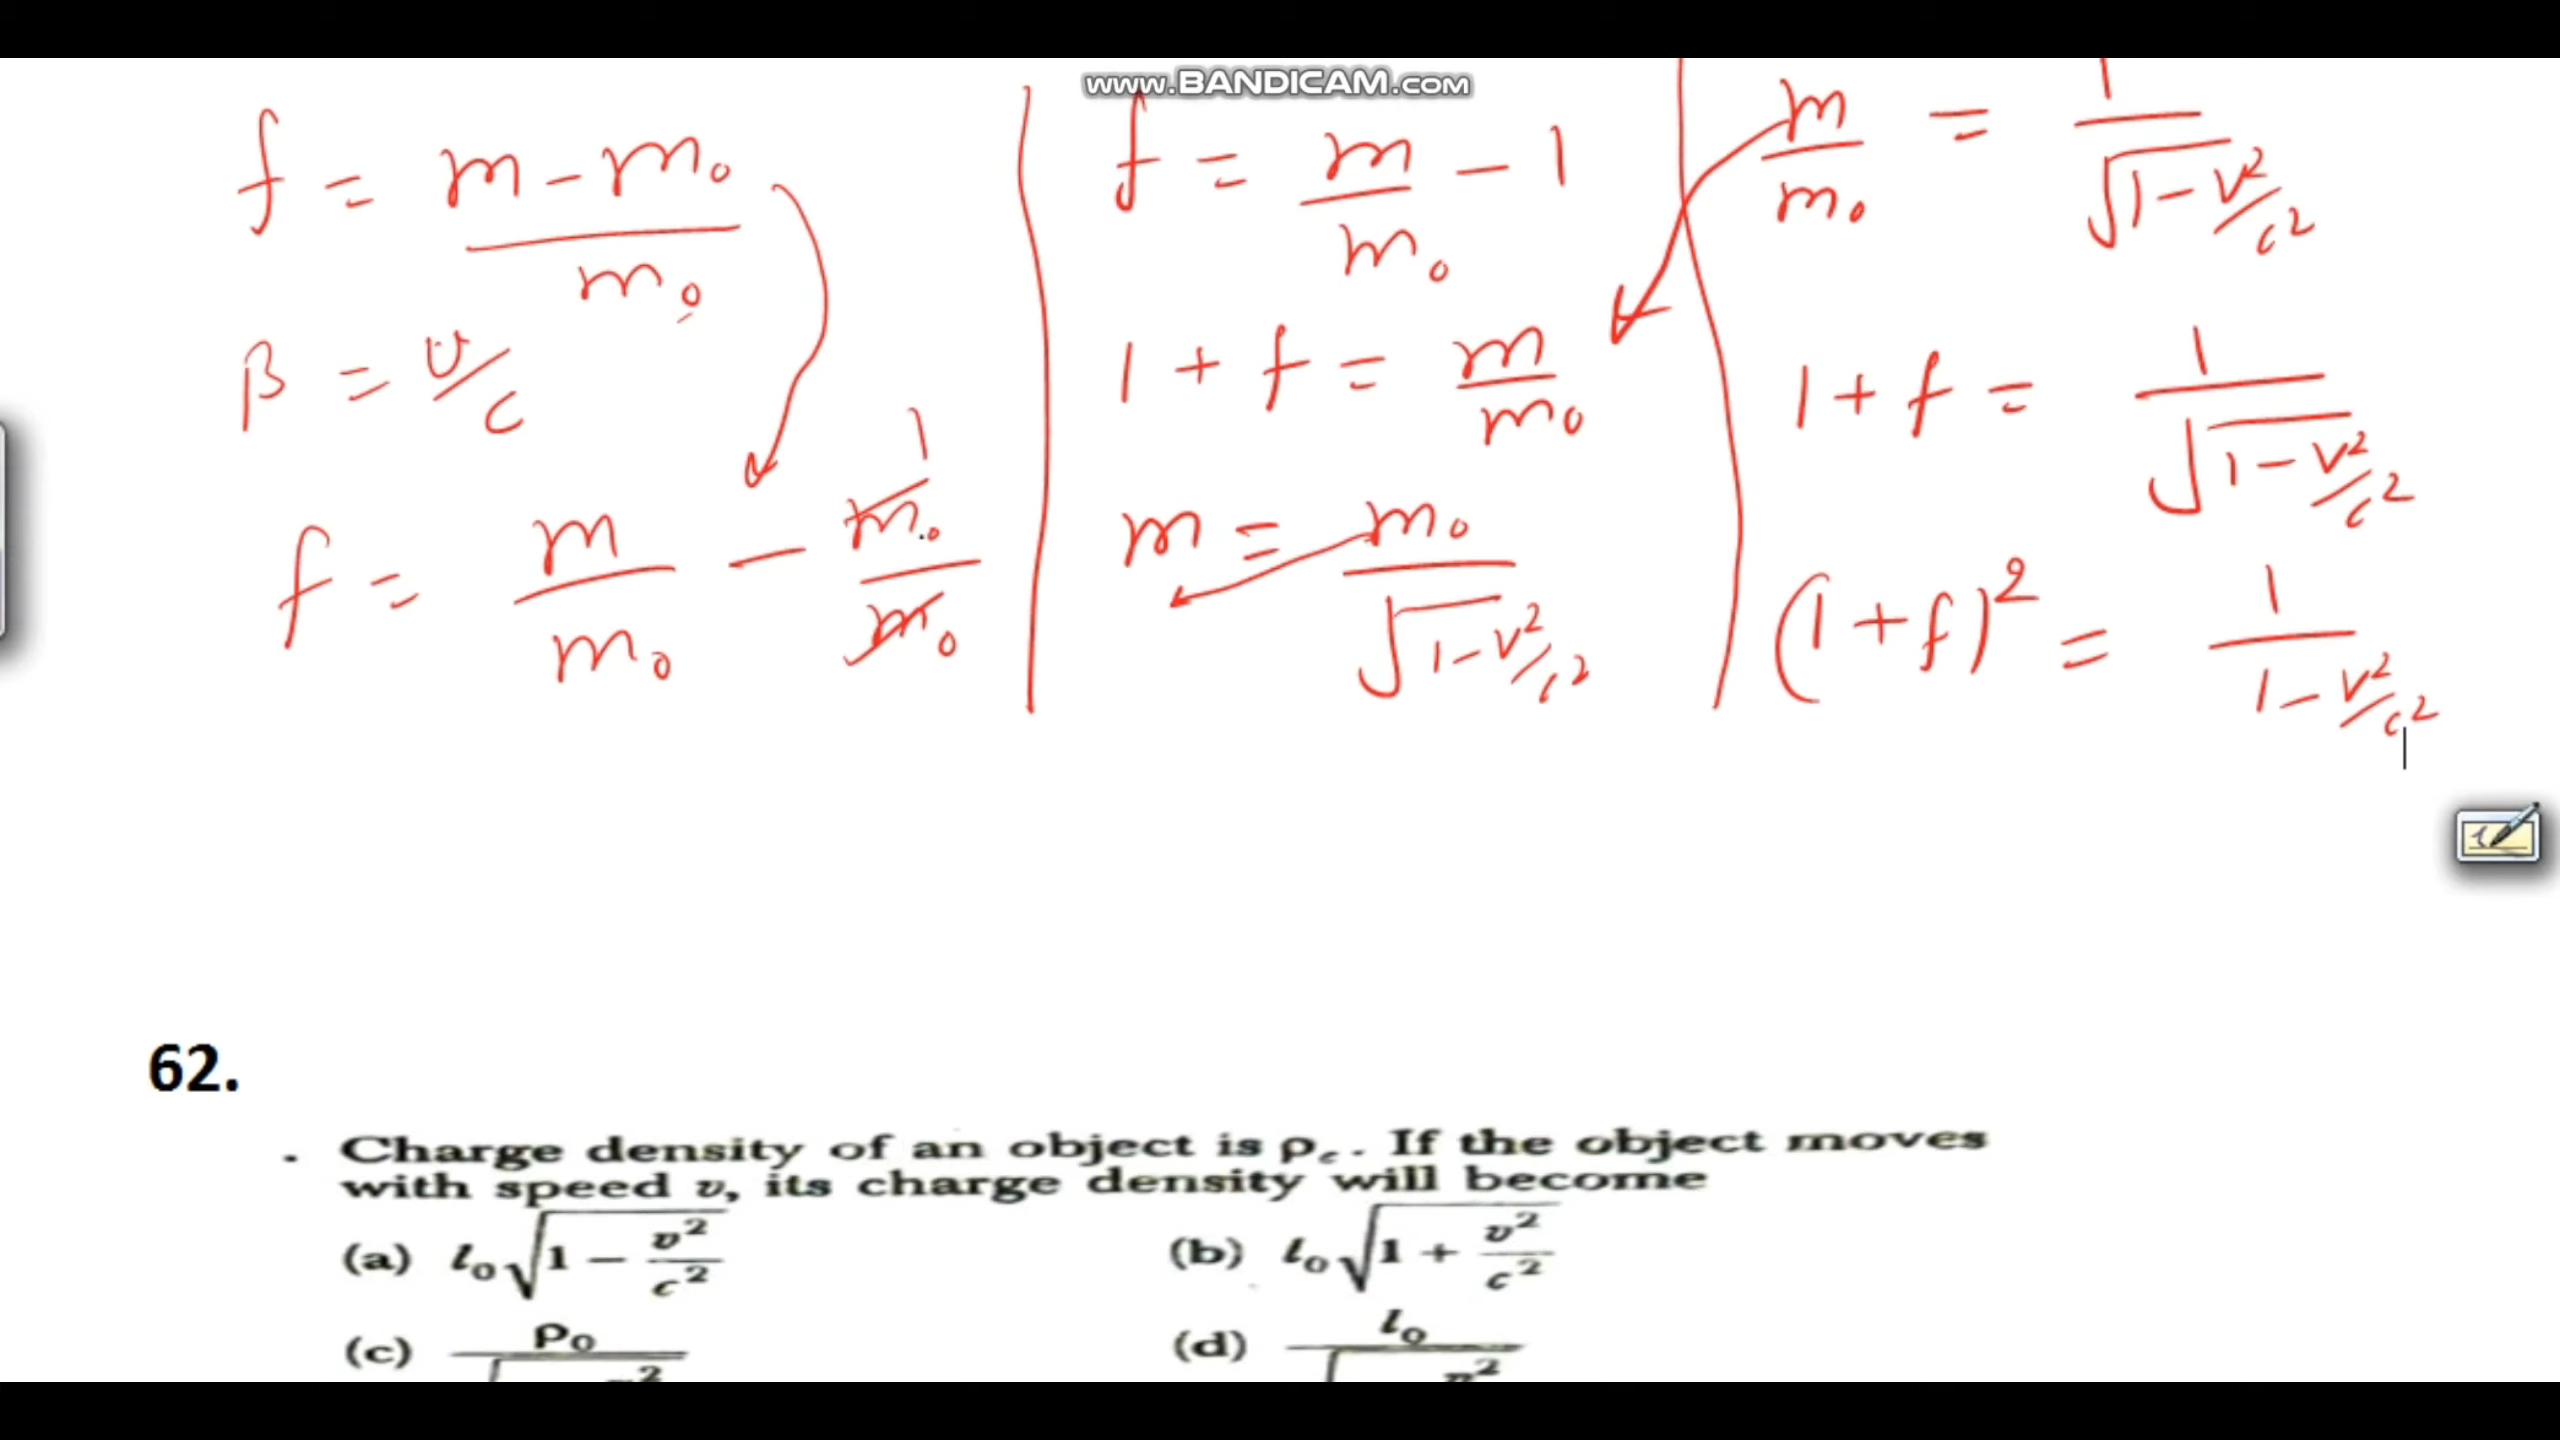 www.BANDICAM.com
f = m - m₀ / m₀
β = v/c
f = m/m₀ - m₀/m₀ 1
f = m/m₀ - 1
1 + f = m/m₀
m = m₀ / √1 - v²/c²
m/m₀ = 1 / √1 - v²/c²
1 + f = 1 / √1 - v²/c²
(1 + f)² = 1 / 1 - v²/c²
62.
. Charge density of an object is ρ꜀. If the object moves
with speed v, its charge density will become
(a) l₀ √1 - v²/c² (b) l₀ √1 + v²/c²
(c) ρ₀ (d) l₀